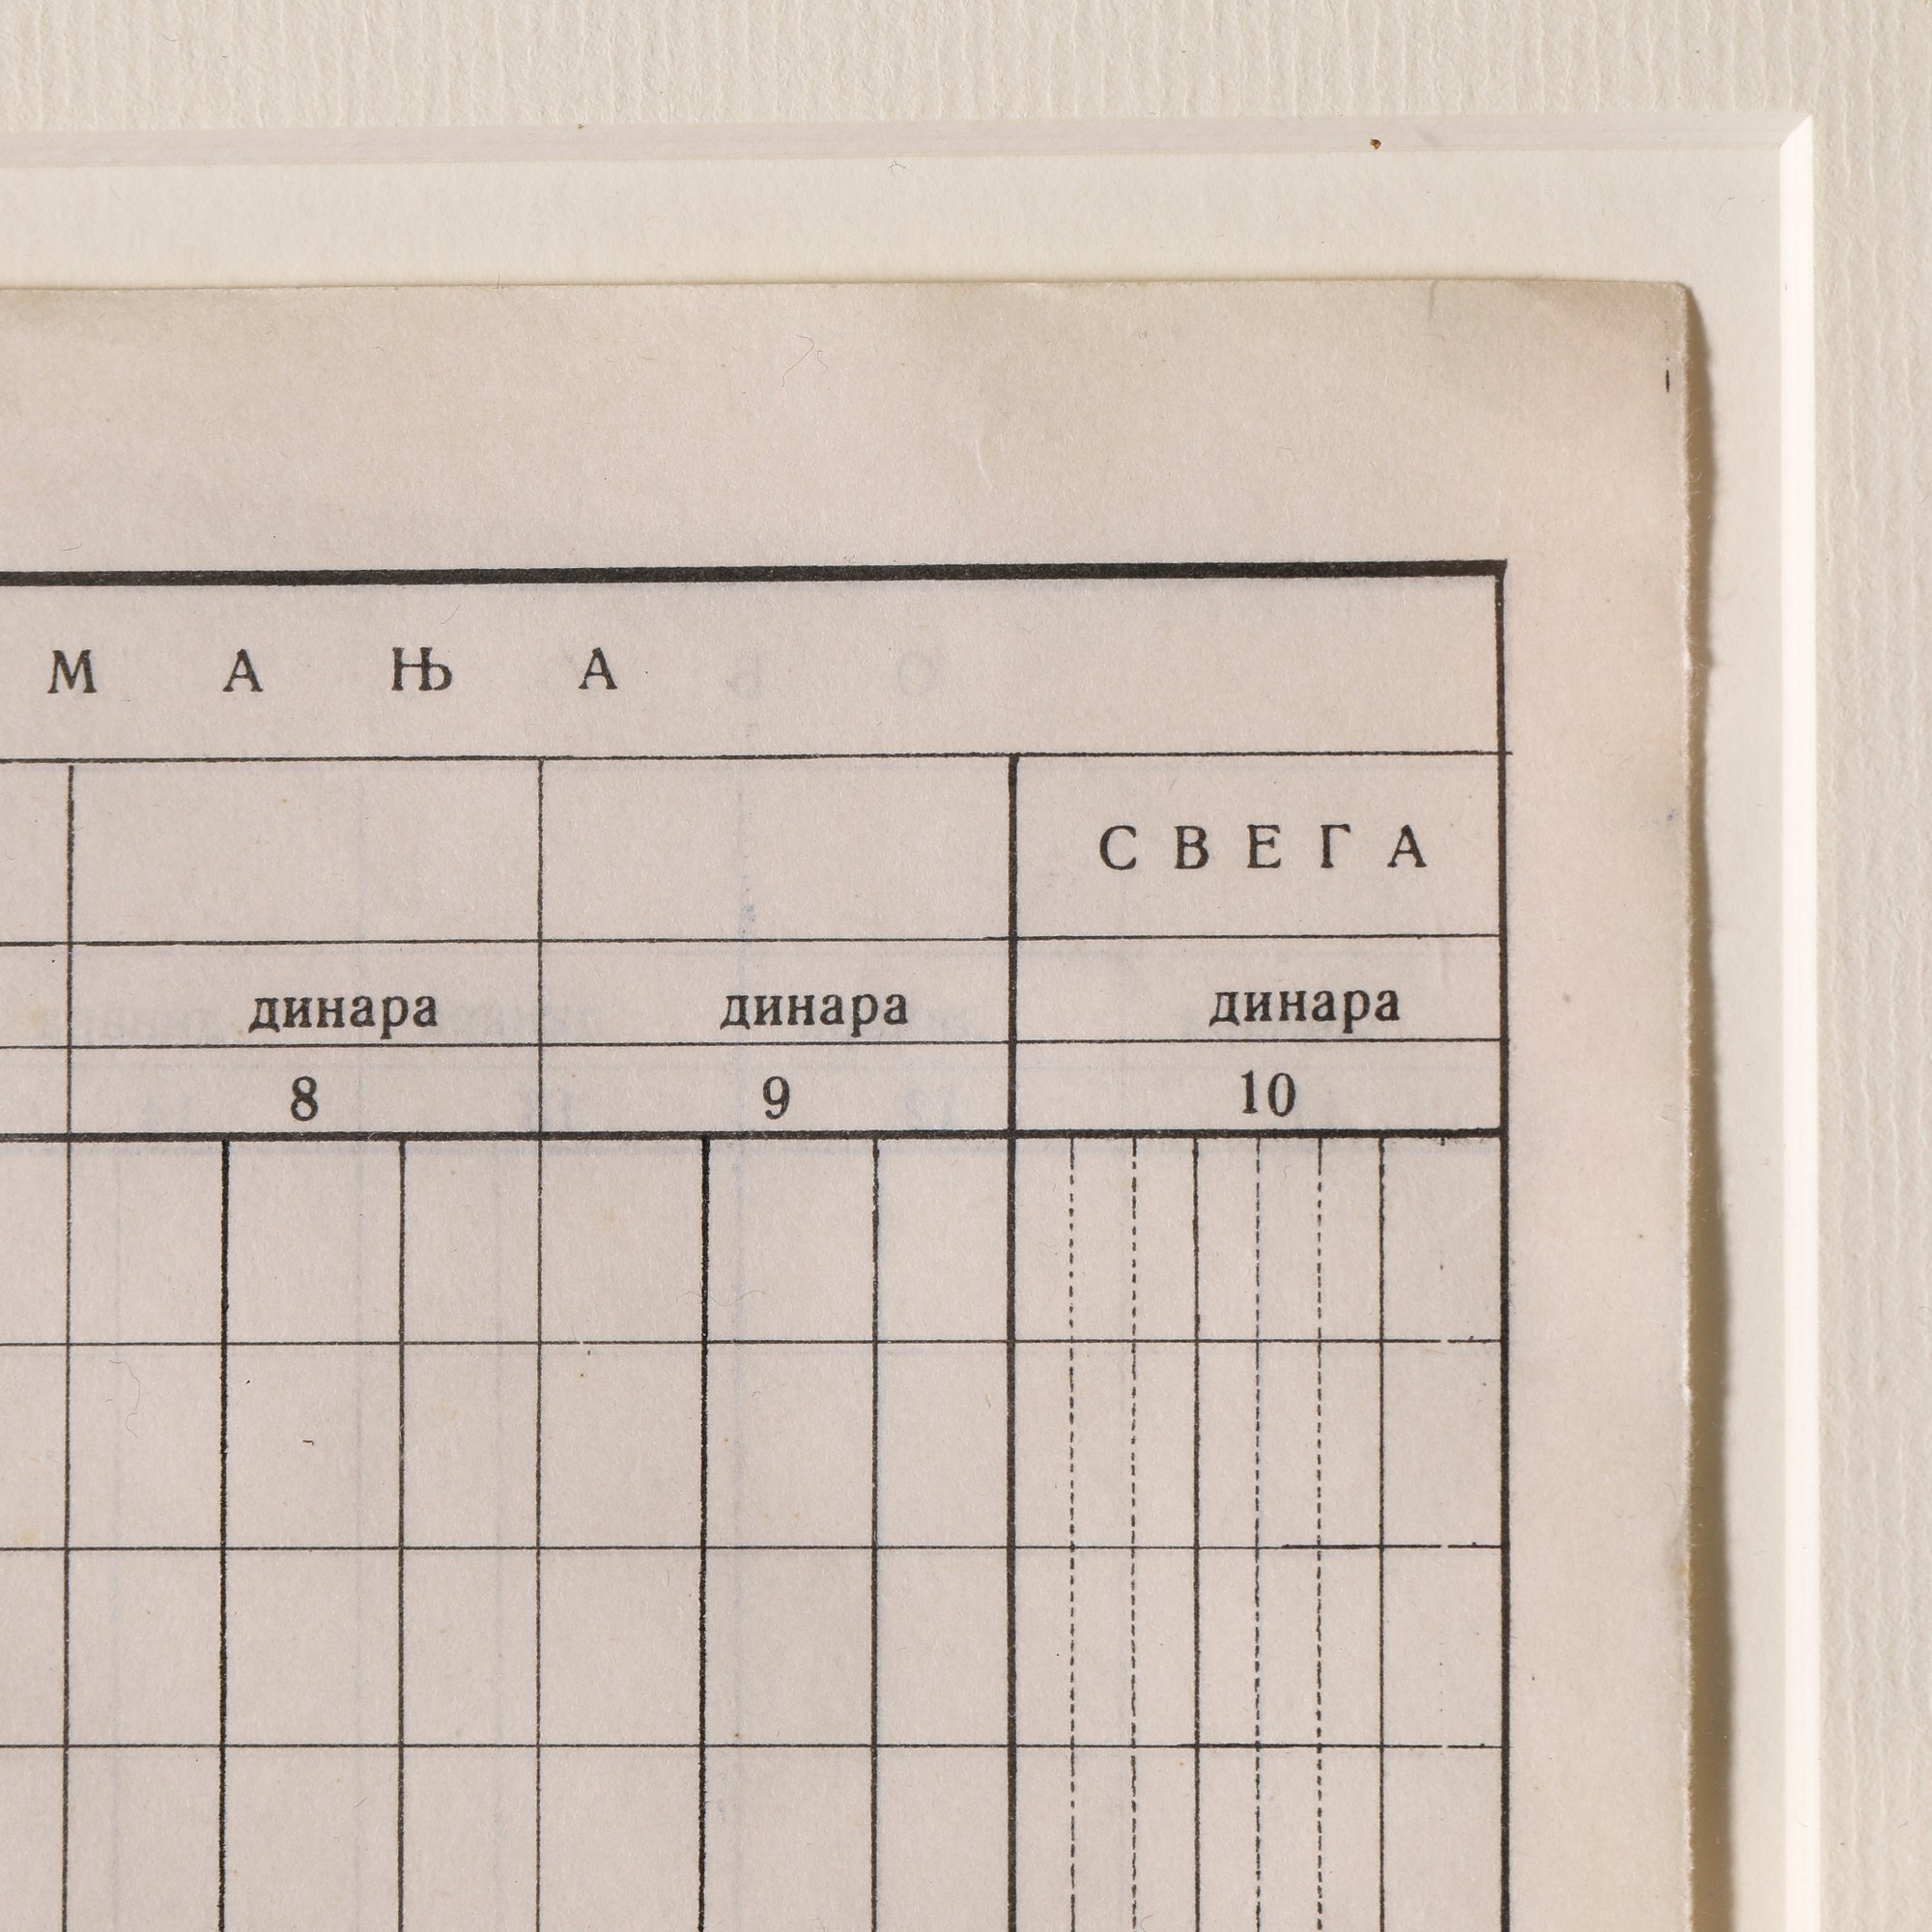 М А Њ А
С В Е Г А
динара динара динара
8 9 10